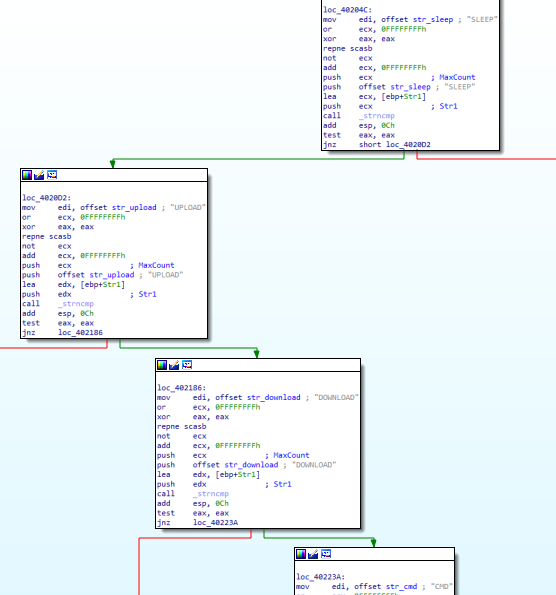 loc_40204C:
mov edi, offset str_sleep ; "SLEEP"
or ecx, 0FFFFFFFFh
xor eax, eax
repne scasb
not ecx
add ecx, 0FFFFFFFFh
push ecx ; MaxCount
push offset str_sleep ; "SLEEP"
lea ecx, [ebp+Str1]
push ecx ; Str1
call _strncmp
add esp, 0Ch
test eax, eax
jnz short loc_4020D2
loc_4020D2:
mov edi, offset str_upload ; "UPLOAD"
or ecx, 0FFFFFFFFh
xor eax, eax
repne scasb
not ecx
add ecx, 0FFFFFFFFh
push ecx ; MaxCount
push offset str_upload ; "UPLOAD"
lea edx, [ebp+Str1]
push edx ; Str1
call _strncmp
add esp, 0Ch
test eax, eax
jnz loc_402186
loc_402186:
mov edi, offset str_download ; "DOWNLOAD"
or ecx, 0FFFFFFFFh
xor eax, eax
repne scasb
not ecx
add ecx, 0FFFFFFFFh
push ecx ; MaxCount
push offset str_download ; "DOWNLOAD"
lea edx, [ebp+Str1]
push edx ; Str1
call _strncmp
add esp, 0Ch
test eax, eax
jnz loc_40223A
loc_40223A:
mov edi, offset str_cmd ; "CMD"